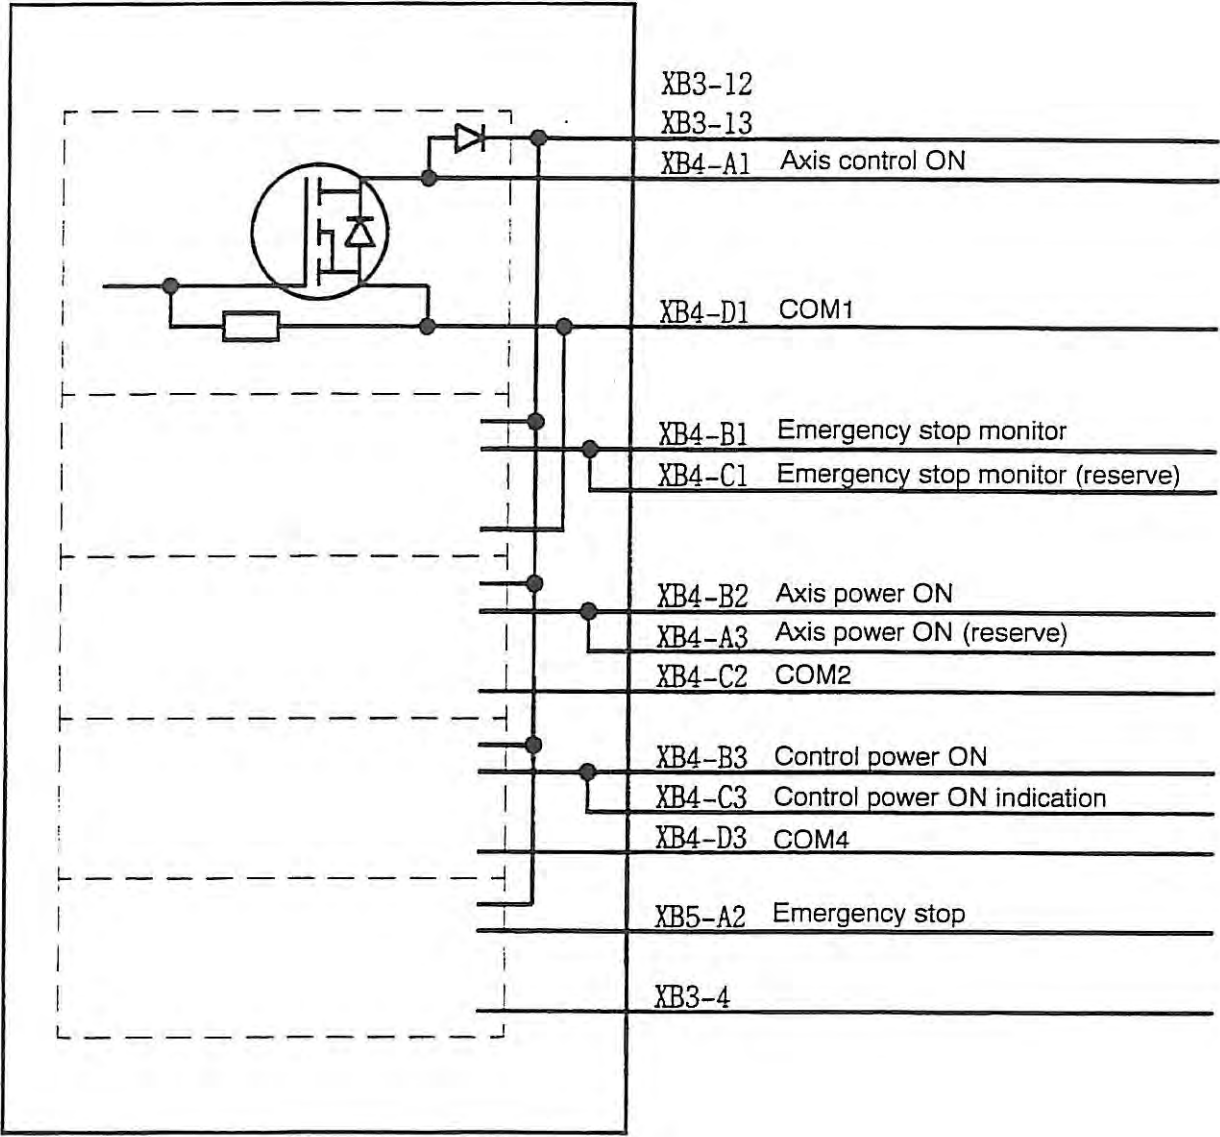 XB3-12
XB3-13
XB4-A1 Axis control ON
XB4-D1 COM1
XB4-B1 Emergency stop monitor
XB4-C1 Emergency stop monitor (reserve)
XB4-B2 Axis power ON
XB4-A3 Axis power ON (reserve)
XB4-C2 COM2
XB4-B3 Control power ON
XB4-C3 Control power ON indication
XB4-D3 COM4
XB5-A2 Emergency stop
XB3-4